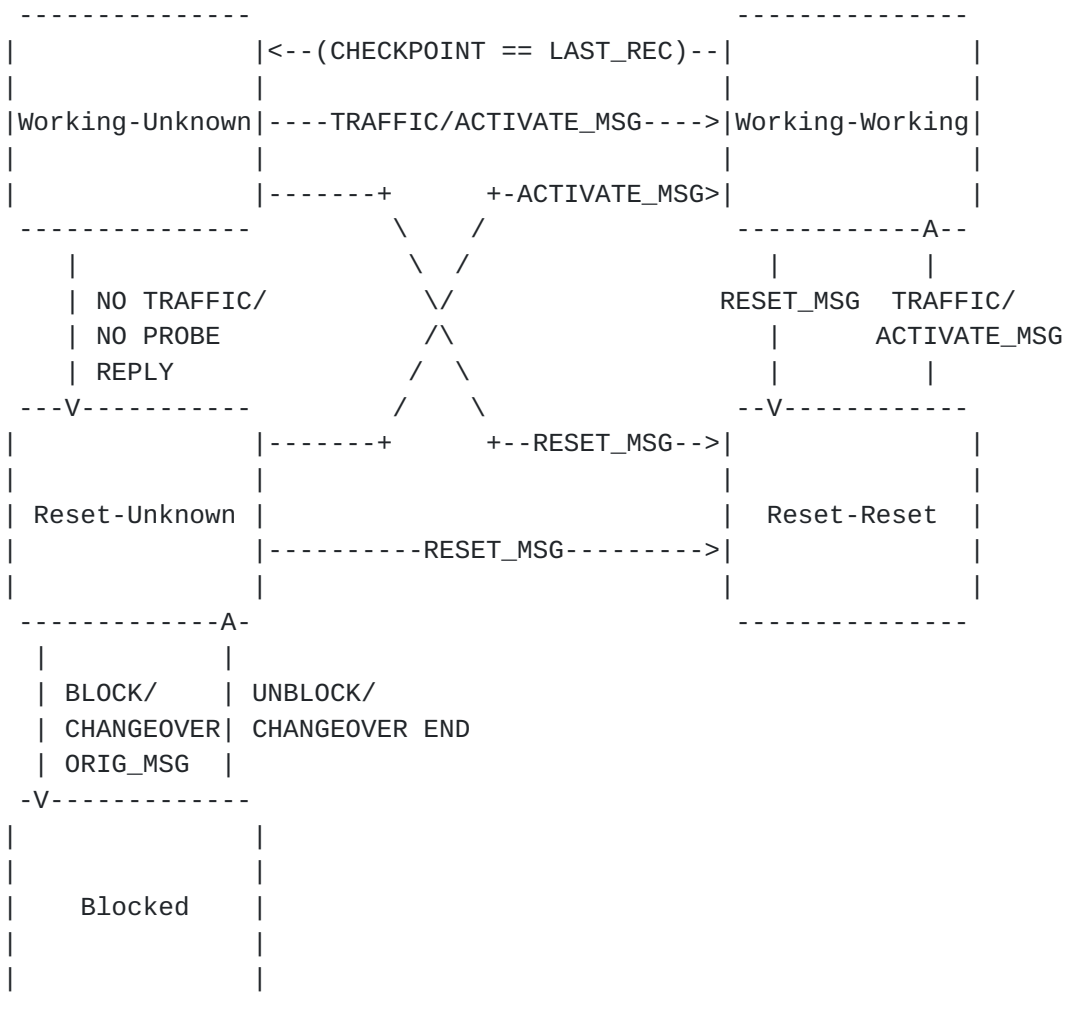 <--(CHECKPOINT == LAST_REC)--
Working-Unknown ----TRAFFIC/ACTIVATE_MSG----> Working-Working
-------+ +-ACTIVATE_MSG>
A
NO TRAFFIC/ RESET_MSG TRAFFIC/
NO PROBE ACTIVATE_MSG
REPLY
V V
-------+ +--RESET_MSG-->
Reset-Unknown Reset-Reset
----------RESET_MSG--------->
A
BLOCK/ UNBLOCK/
CHANGEOVER CHANGEOVER END
ORIG_MSG
V
Blocked